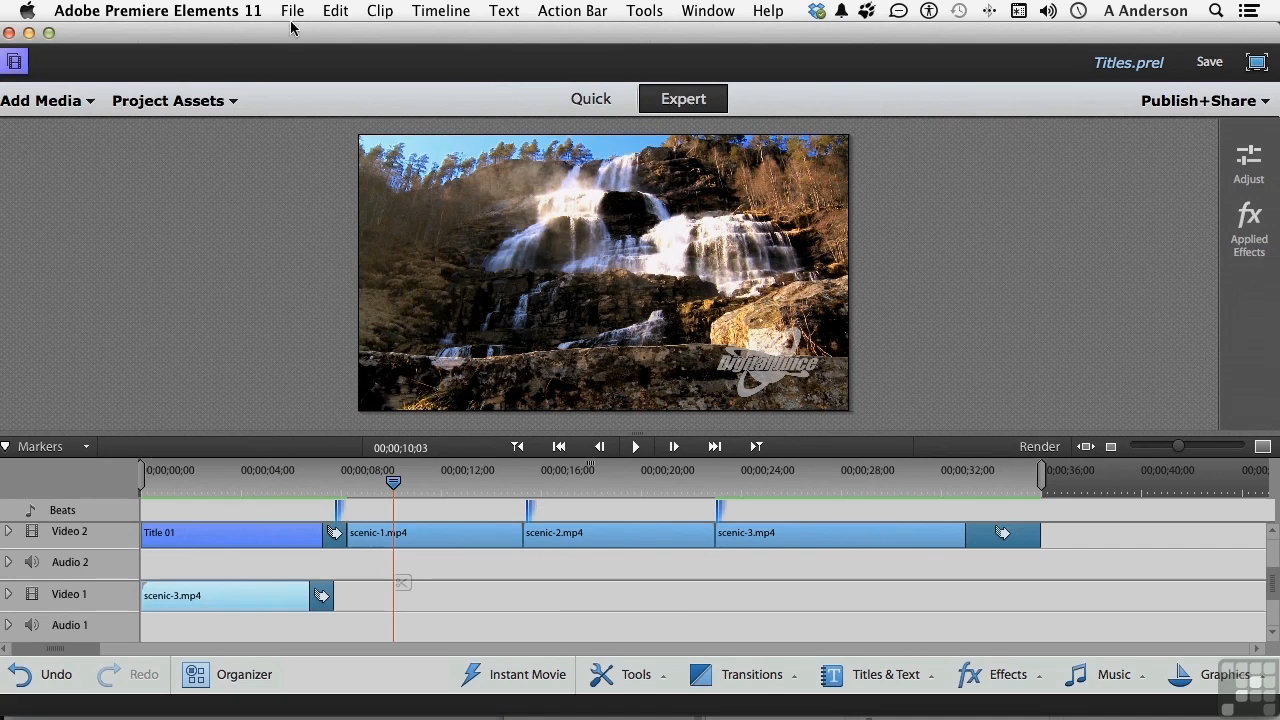 Adobe Premiere Elements 11 File Edit Clip Timeline Text Action Bar Tools Window Help A Anderson
Titles.prel Save
Add Media Project Assets Quick Expert Publish+Share
Adjust
fx
Applied
Effects
DigitalJuice
Markers 00;00;10;03 Render
0;00;00;00 00;00;04;00 00;00;08;00 00;00;12;00 00;00;16;00 00;00;20;00 00;00;24;00 00;00;28;00 00;00;32;00 0;00;36;00 00;00;40;00 00;00;
Beats
Video 2 Title 01 scenic-1.mp4 scenic-2.mp4 scenic-3.mp4
Audio 2
Video 1 scenic-3.mp4
Audio 1
Undo Redo Organizer Instant Movie Tools Transitions T Titles & Text fx Effects Music Graphics